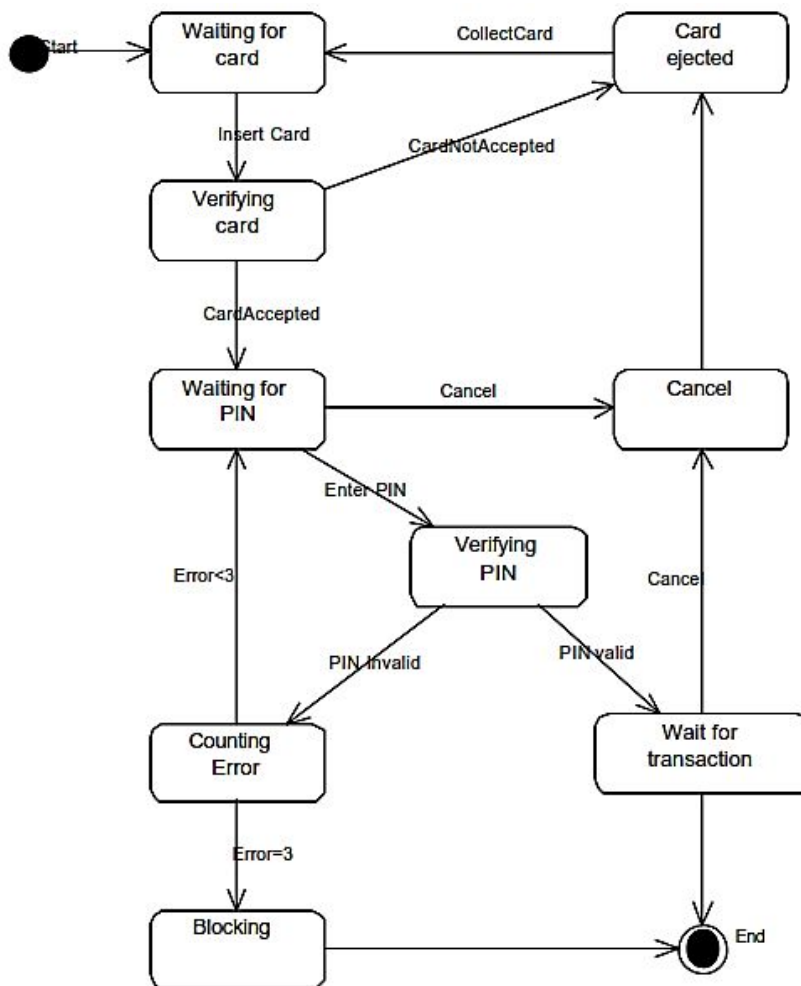 Start
Waiting for
card
CollectCard
Card
ejected
Insert Card
CardNotAccepted
Verifying
card
CardAccepted
Waiting for
PIN
Cancel
Cancel
Enter PIN
Verifying
PIN
Error<3
Cancel
PIN Invalid
PIN valid
Counting
Error
Wait for
transaction
Error=3
Blocking
End